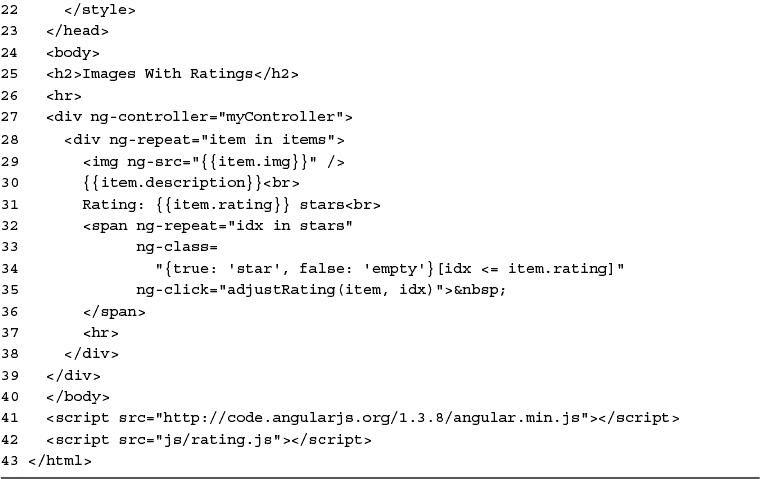 22     </style>
23   </head>
24   <body>
25   <h2>Images With Ratings</h2>
26   <hr>
27   <div ng-controller="myController">
28     <div ng-repeat="item in items">
29       <img ng-src="{{item.img}}" />
30       {{item.description}}<br>
31       Rating: {{item.rating}} stars<br>
32       <span ng-repeat="idx in stars"
33             ng-class=
34               "{true: 'star', false: 'empty'}[idx <= item.rating]"
35             ng-click="adjustRating(item, idx)">&nbsp;
36       </span>
37       <hr>
38     </div>
39   </div>
40   </body>
41   <script src="http://code.angularjs.org/1.3.8/angular.min.js"></script>
42   <script src="js/rating.js"></script>
43 </html>